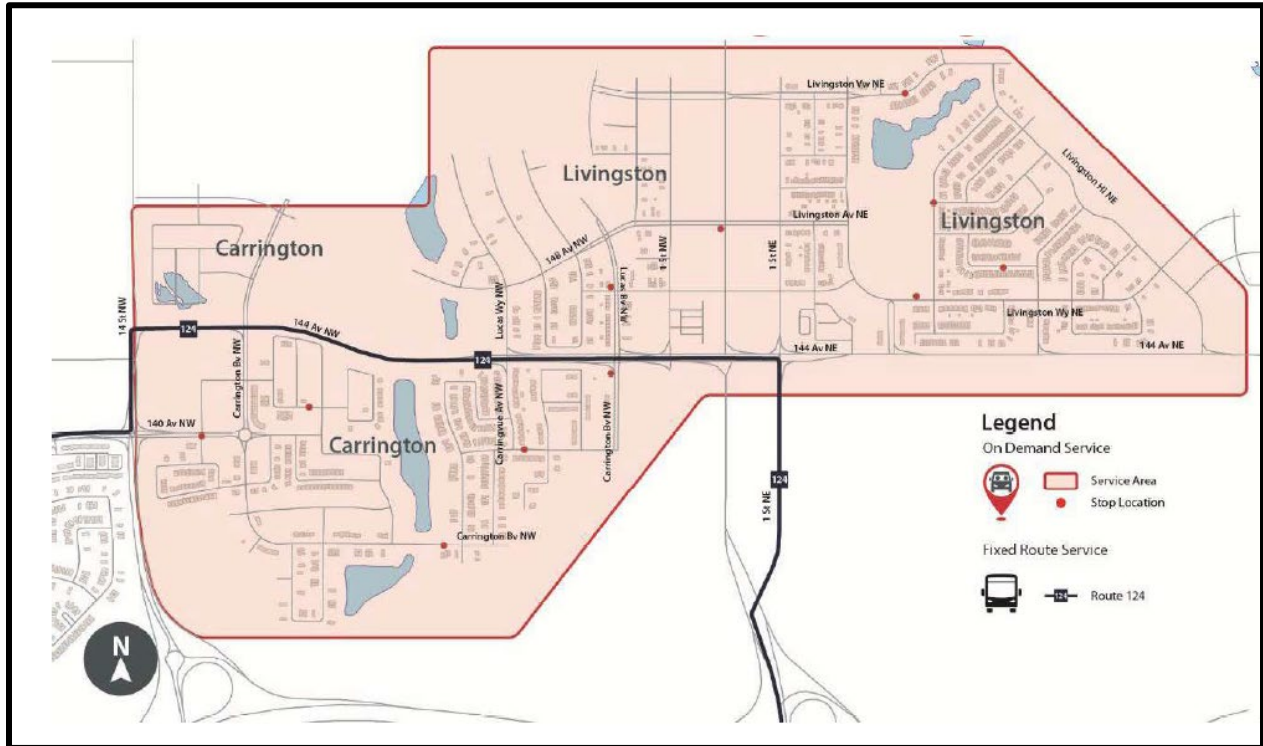 Livingston Vw NE
Livingston
Livingston Hl NE
Livingston Av NE
Livingston
Carrington
148 Av NW
1 St NW
1 St NE
Lucas Bv NW
14 St NW
Lucas Wy NW
Livingston Wy NE
124
144 Av NW
124
144 Av NE
144 Av NE
Carrington Bv NW
140 Av NW
Carrington
Carringvue Av NW
Carrington Bv NW
Legend
On Demand Service
Service Area
Stop Location
124
1 St NE
Carrington Bv NW
Fixed Route Service
124
Route 124
N